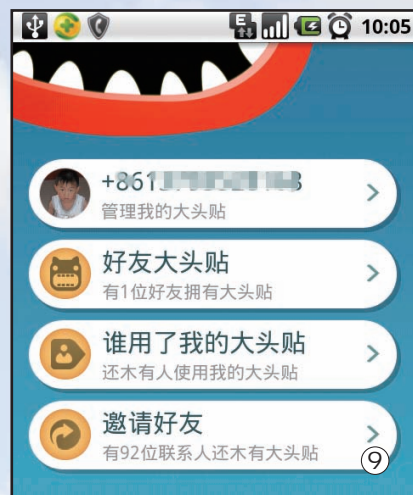 10:05
管理我的大头贴
好友大头贴
有1位好友拥有大头贴
谁用了我的大头贴
还木有人使用我的大头贴
邀请好友
有92位联系人还木有大头贴
⑨